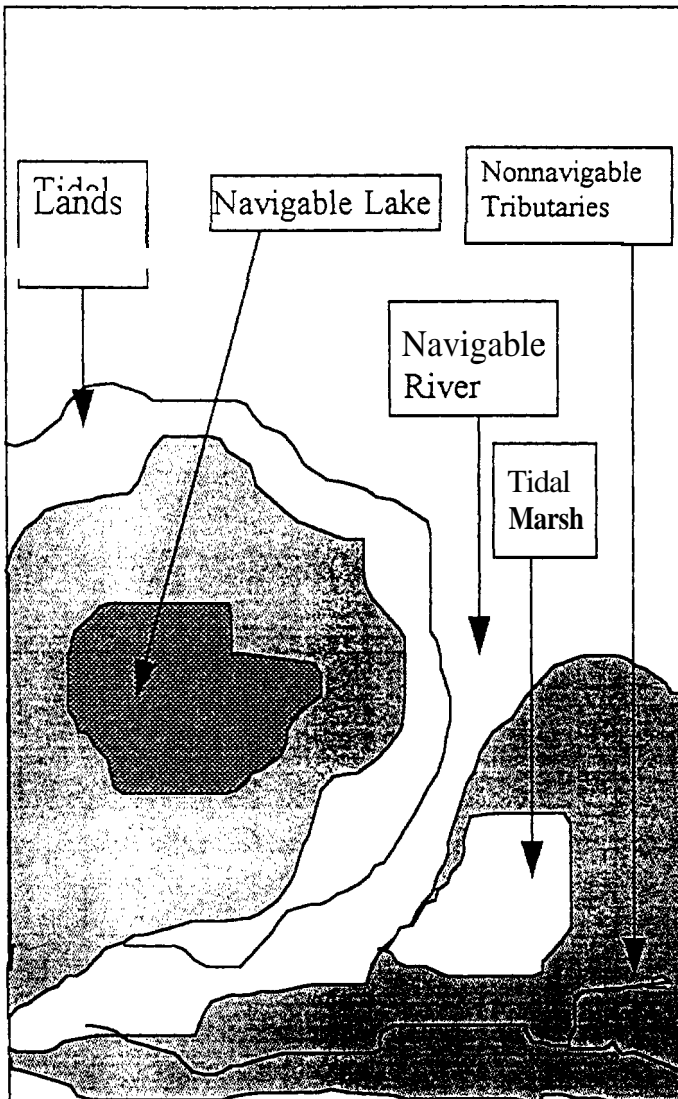 Tidal
Lands
Navigable Lake
Nonnavigable
Tributaries
Navigable
River
Tidal
Marsh